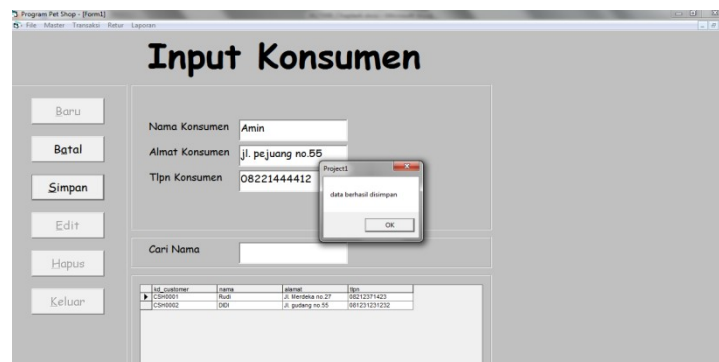 Program Pet Shop - [Form1]
File Master Transaksi Retur Laporan
Input Konsumen
Baru
Batal
Simpan
Edit
Hapus
Keluar
Nama Konsumen Amin
Almat Konsumen jl. pejuang no.55
Tlpn Konsumen 08221444412
Project1
data berhasil disimpan
OK
Cari Nama
kd_customer nama alamat tlpn
CSH0001 Rudi Jl. Merdeka no.27 08212371423
CSH0002 DIDI Jl. gudang no.55 081231231232